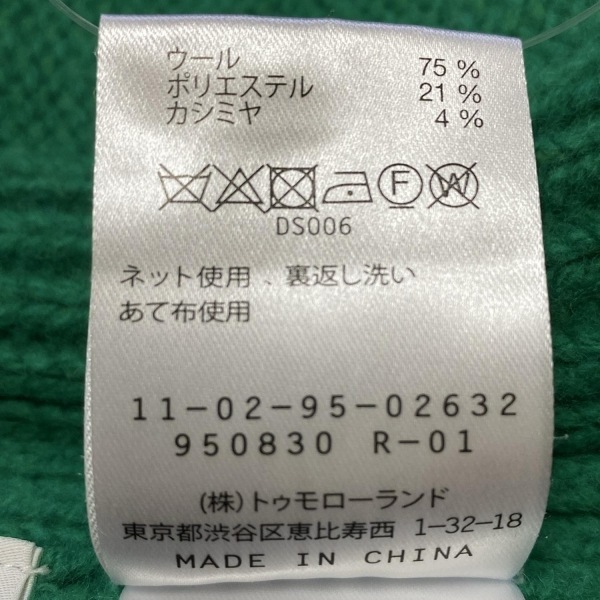 ウール 75 %
ポリエステル 21 %
カシミヤ 4 %
F W
DS006
ネット使用 、裏返し洗い
あて布使用
11-02-95-02632
950830 R-01
(株)トゥモローランド
東京都渋谷区恵比寿西 1-32-18
MADE IN CHINA